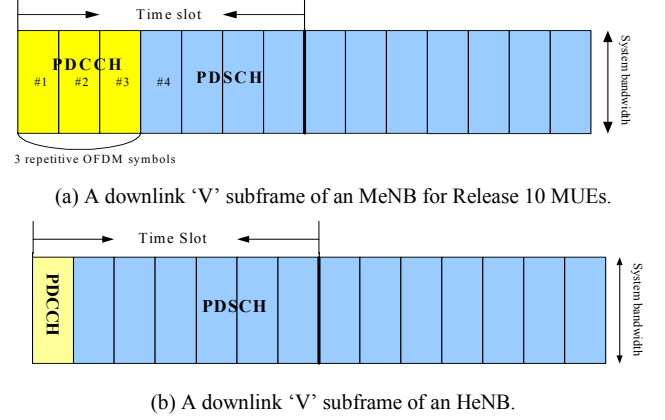 Time slot
PDCCH
#1 #2 #3 #4
PDSCH
System bandwidth
3 repetitive OFDM symbols
(a) A downlink ‘V’ subframe of an MeNB for Release 10 MUEs.
Time Slot
PDCCH
PDSCH
System bandwidth
(b) A downlink ‘V’ subframe of an HeNB.